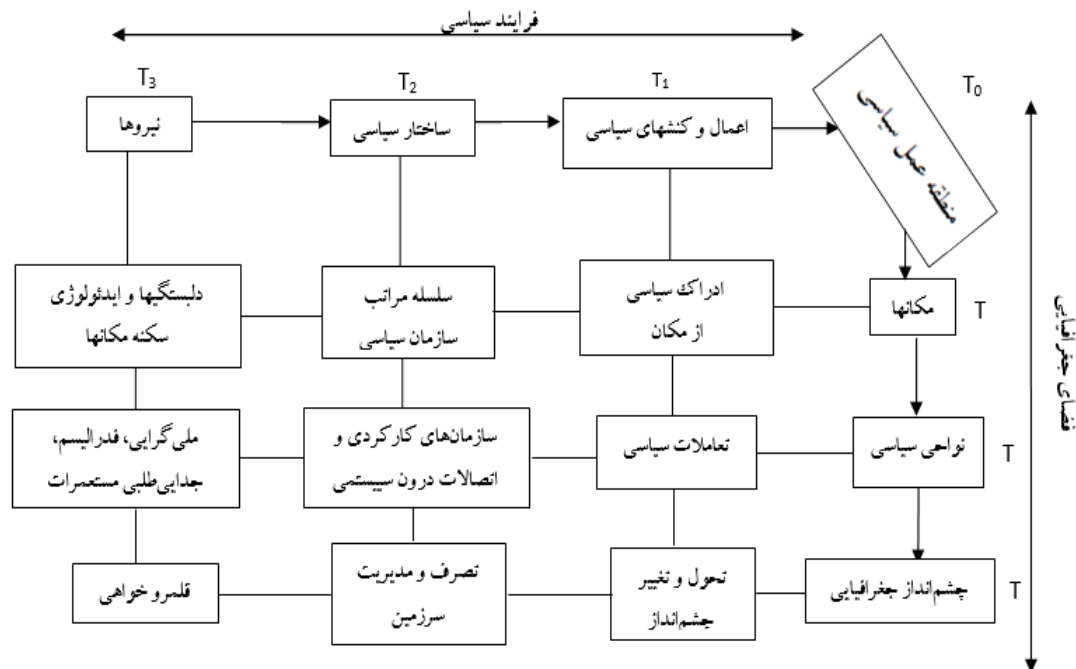 فرایند سیاسی
T0
T1
T2
T3
منطقه عمل سیاسی
اعمال و کنشهای سیاسی
ساختار سیاسی
نیروها
فضای جغرافیایی
T
مکانها
ادراک سیاسی
از مکان
سلسله مراتب
سازمان سیاسی
دلبستگیها و ایدئولوژی
سکنه مکانها
T
نواحی سیاسی
تعاملات سیاسی
سازمان‌های کارکردی و
اتصالات درون سیستمی
ملی‌گرایی، فدرالیسم،
جدایی‌طلبی مستعمرات
T
چشم‌انداز جغرافیایی
تحول و تغییر
چشم‌انداز
تصرف و مدیریت
سرزمین
قلمرو خواهی